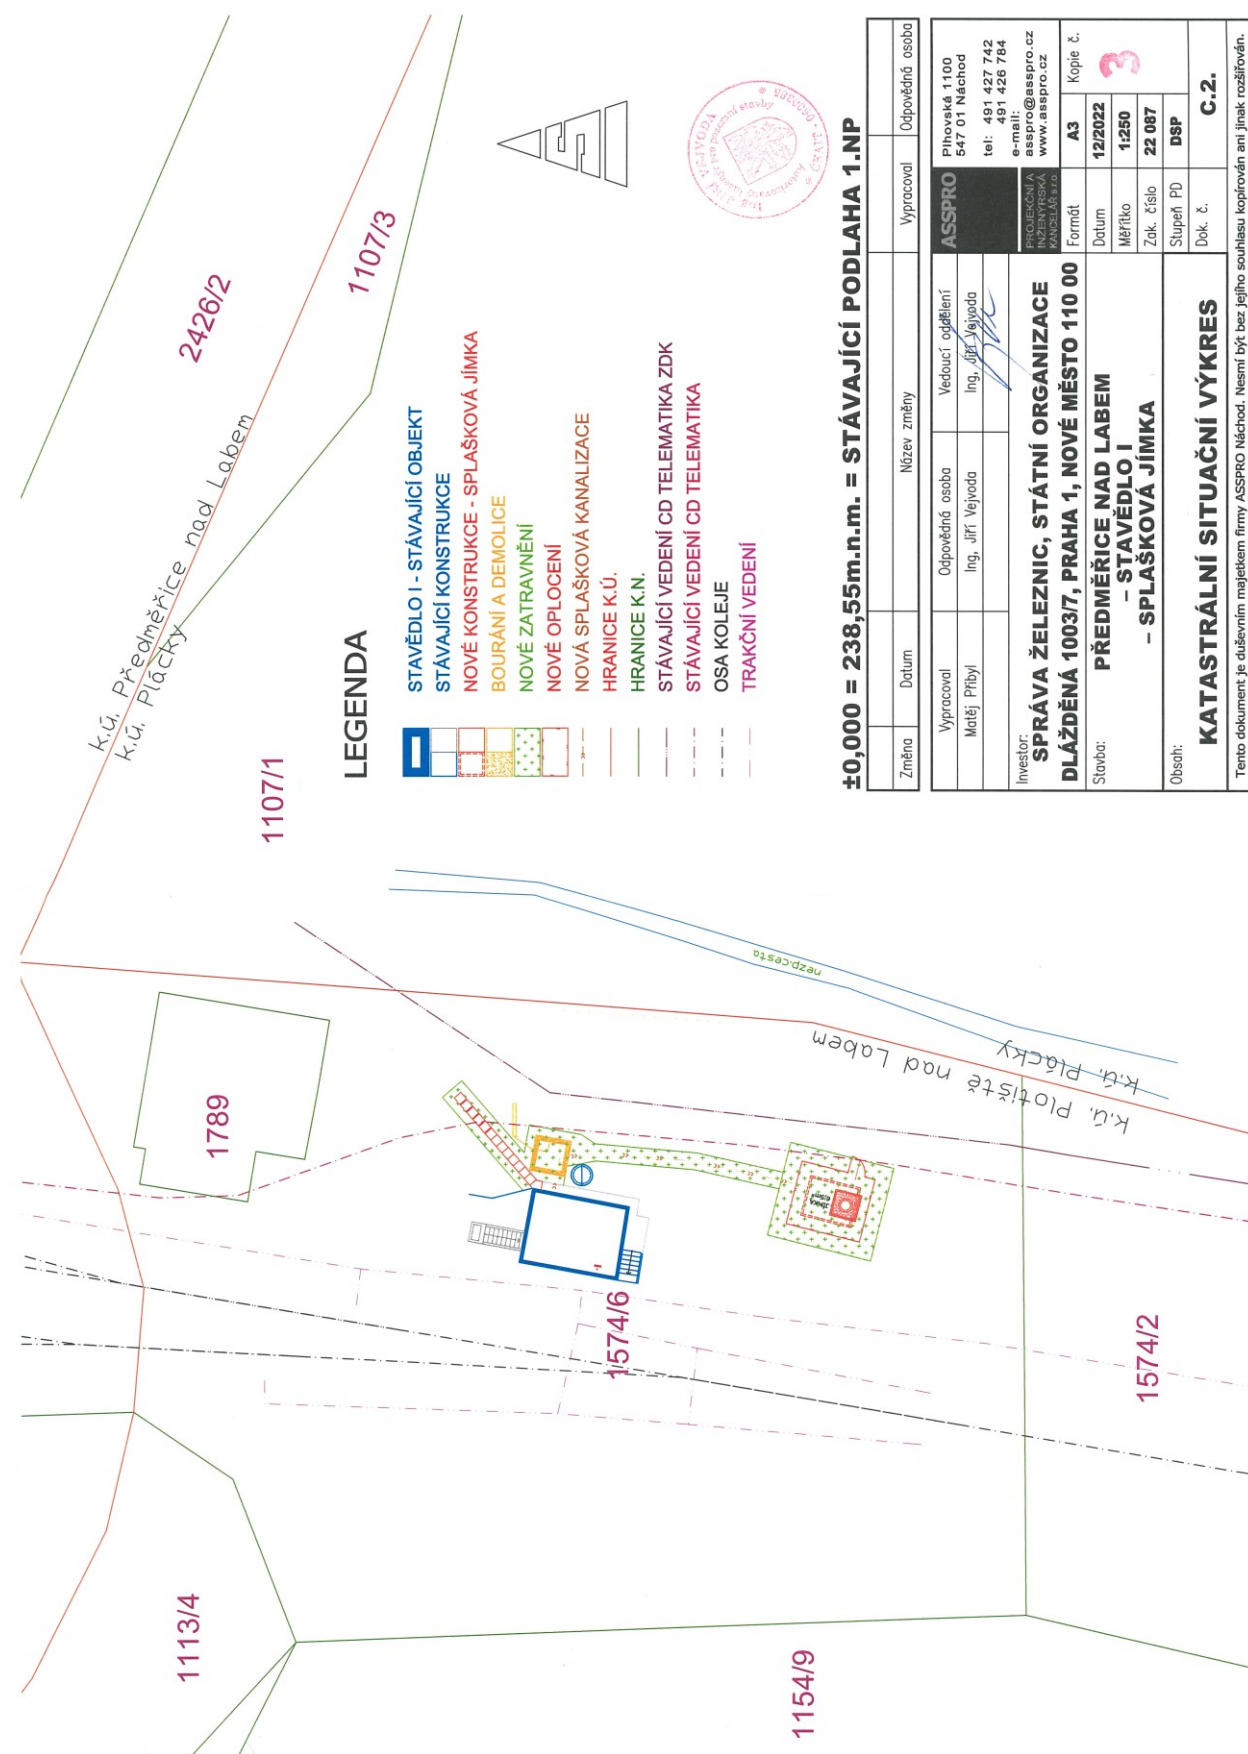 2426/2
1107/3
k.ú. Předměřice nad Labem
k.ú. Plácky
1107/1
1789
nezp.cesta
k.ú. Plotiště nad Labem
k.ú. Plácky
JÍMKA
1574/6
1574/2
1113/4
1154/9
LEGENDA
STAVĚDLO I - STÁVAJÍCÍ OBJEKT
STÁVAJÍCÍ KONSTRUKCE
NOVÉ KONSTRUKCE - SPLAŠKOVÁ JÍMKA
BOURÁNÍ A DEMOLICE
NOVÉ ZATRAVNĚNÍ
NOVÉ OPLOCENÍ
NOVÁ SPLAŠKOVÁ KANALIZACE
HRANICE K.Ú.
HRANICE K.N.
STÁVAJÍCÍ VEDENÍ CD TELEMATIKA ZDK
STÁVAJÍCÍ VEDENÍ CD TELEMATIKA
OSA KOLEJE
TRAKČNÍ VEDENÍ
±0,000 = 238,55m.n.m. = STÁVAJÍCÍ PODLAHA 1.NP
Změna Datum Název změny Vypracoval Odpovědná osoba
Vypracoval Odpovědná osoba Vedoucí oddělení
Matěj Přibyl Ing. Jiří Vejvoda Ing. Jiří Vejvoda
ASSPRO
PROJEKČNÍ A
INŽENÝRSKÁ
KANCELÁŘ s.r.o.
Plhovská 1100
547 01 Náchod
tel: 491 427 742
491 426 784
e-mail:
asspro@asspro.cz
www.asspro.cz
Investor:
SPRÁVA ŽELEZNIC, STÁTNÍ ORGANIZACE
DLÁŽDĚNÁ 1003/7, PRAHA 1, NOVÉ MĚSTO 110 00
Stavba:
PŘEDMĚŘICE NAD LABEM
– STAVĚDLO I
– SPLAŠKOVÁ JÍMKA
Formát A3 Kopie č.
3
Datum 12/2022
Měřítko 1:250
Zak. číslo 22 087
Stupeň PD DSP
Obsah:
KATASTRÁLNÍ SITUAČNÍ VÝKRES
Dok. č. C.2.
Tento dokument je duševním majetkem firmy ASSPRO Náchod. Nesmí být bez jejího souhlasu kopírován ani jinak rozšiřován.